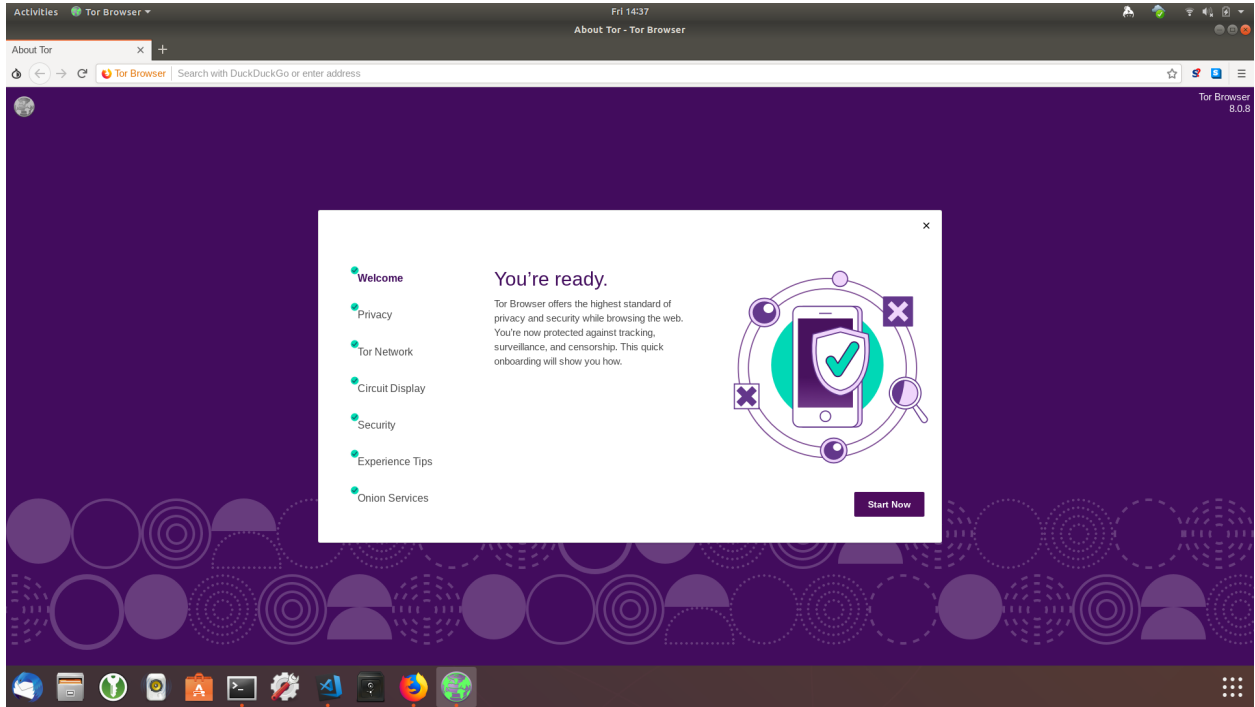 Activities Tor Browser Fri 14:37
About Tor - Tor Browser
About Tor
Tor Browser Search with DuckDuckGo or enter address
Tor Browser
8.0.8
Welcome
Privacy
Tor Network
Circuit Display
Security
Experience Tips
Onion Services
You're ready.
Tor Browser offers the highest standard of
privacy and security while browsing the web.
You're now protected against tracking,
surveillance, and censorship. This quick
onboarding will show you how.
Start Now